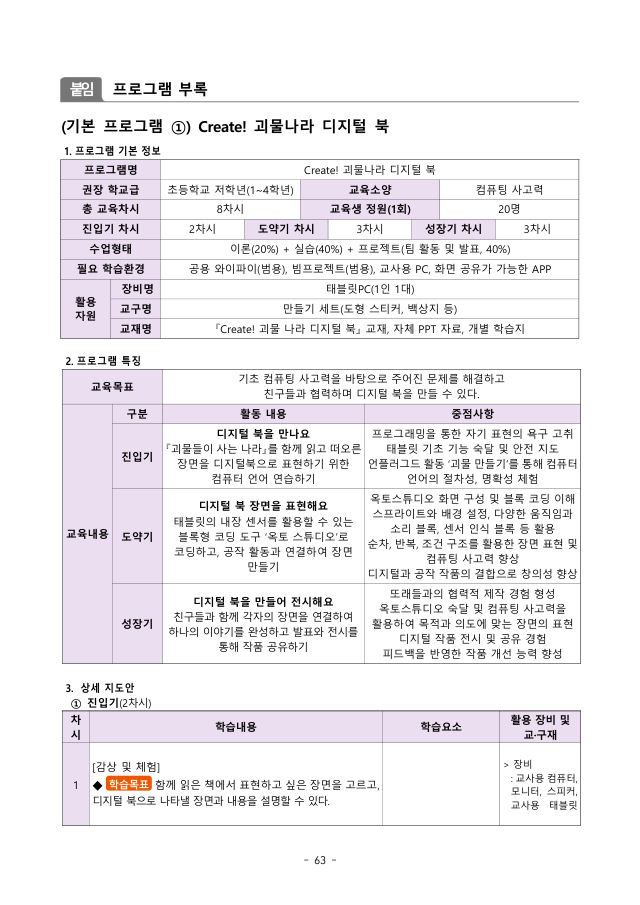 붙임 프로그램 부록
(기본 프로그램 ①) Create! 괴물나라 디지털 북
1. 프로그램 기본 정보
프로그램명 Create! 괴물나라 디지털 북
권장 학교급 초등학교 저학년(1~4학년) 교육소양 컴퓨팅 사고력
총 교육차시 8차시 교육생 정원(1회) 20명
진입기 차시 2차시 도약기 차시 3차시 성장기 차시 3차시
수업형태 이론(20%) + 실습(40%) + 프로젝트(팀 활동 및 발표, 40%)
필요 학습환경 공용 와이파이(범용), 빔프로젝트(범용), 교사용 PC, 화면 공유가 가능한 APP
활용 자원
장비명 태블릿PC(1인 1대)
교구명 만들기 세트(도형 스티커, 백상지 등)
교재명 『Create! 괴물 나라 디지털 북』 교재, 자체 PPT 자료, 개별 학습지
2. 프로그램 특징
교육목표
기초 컴퓨팅 사고력을 바탕으로 주어진 문제를 해결하고
친구들과 협력하며 디지털 북을 만들 수 있다.
교육내용
구분 활동 내용 중점사항
진입기
디지털 북을 만나요
『괴물들이 사는 나라』를 함께 읽고 떠오른
장면을 디지털북으로 표현하기 위한
컴퓨터 언어 연습하기
프로그래밍을 통한 자기 표현의 욕구 고취
태블릿 기초 기능 숙달 및 안전 지도
언플러그드 활동 ‘괴물 만들기’를 통해 컴퓨터
언어의 절차성, 명확성 체험
도약기
디지털 북 장면을 표현해요
태블릿의 내장 센서를 활용할 수 있는
블록형 코딩 도구 ‘옥토 스튜디오’로
코딩하고, 공작 활동과 연결하여 장면
만들기
옥토스튜디오 화면 구성 및 블록 코딩 이해
스프라이트와 배경 설정, 다양한 움직임과
소리 블록, 센서 인식 블록 등 활용
순차, 반복, 조건 구조를 활용한 장면 표현 및
컴퓨팅 사고력 향상
디지털과 공작 작품의 결합으로 창의성 향상
성장기
디지털 북을 만들어 전시해요
친구들과 함께 각자의 장면을 연결하여
하나의 이야기를 완성하고 발표와 전시를
통해 작품 공유하기
또래들과의 협력적 제작 경험 형성
옥토스튜디오 숙달 및 컴퓨팅 사고력을
활용하여 목적과 의도에 맞는 장면의 표현
디지털 작품 전시 및 공유 경험
피드백을 반영한 작품 개선 능력 향상
3. 상세 지도안
① 진입기(2차시)
차시 학습내용 학습요소 활용 장비 및 교·구재
1
[감상 및 체험]
◆ 학습목표 함께 읽은 책에서 표현하고 싶은 장면을 고르고,
디지털 북으로 나타낼 장면과 내용을 설명할 수 있다.
> 장비
: 교사용 컴퓨터,
모니터, 스피커,
교사용 태블릿
- 63 -